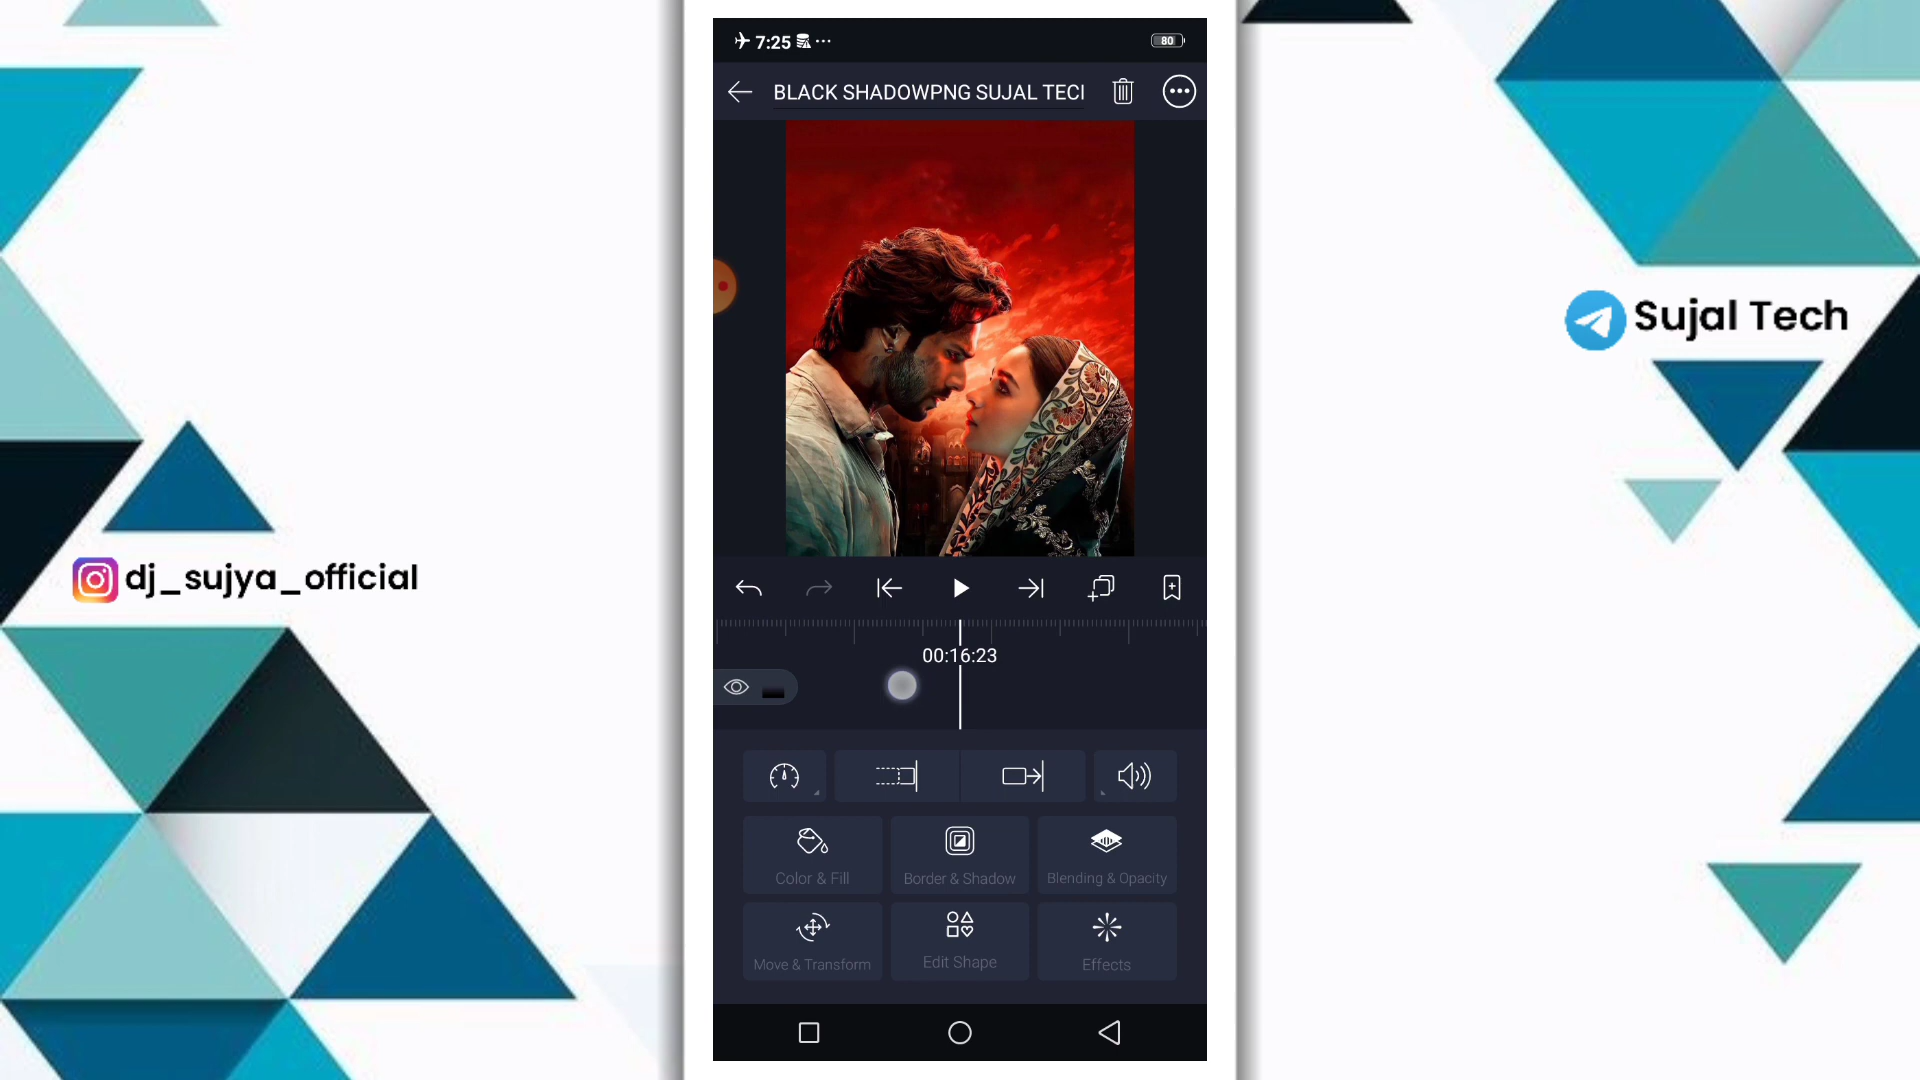 7:25
80
BLACK SHADOWPNG SUJAL TECI
Sujal Tech
dj_sujya_official
00:16:23
Color & Fill
Border & Shadow
Blending & Opacity
Move & Transform
Edit Shape
Effects